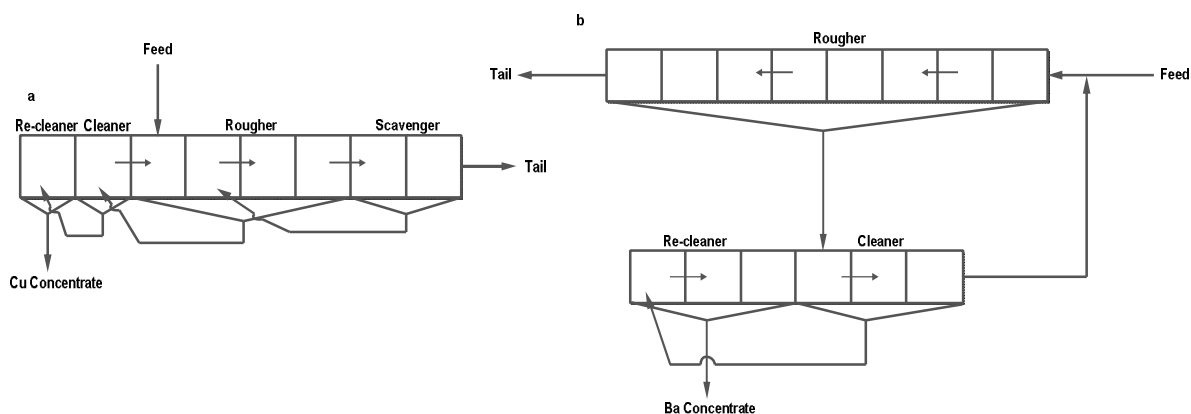 a
Feed
Re-cleaner Cleaner Rougher Scavenger
Tail
Cu Concentrate
b
Rougher
Tail
Feed
Re-cleaner Cleaner
Ba Concentrate